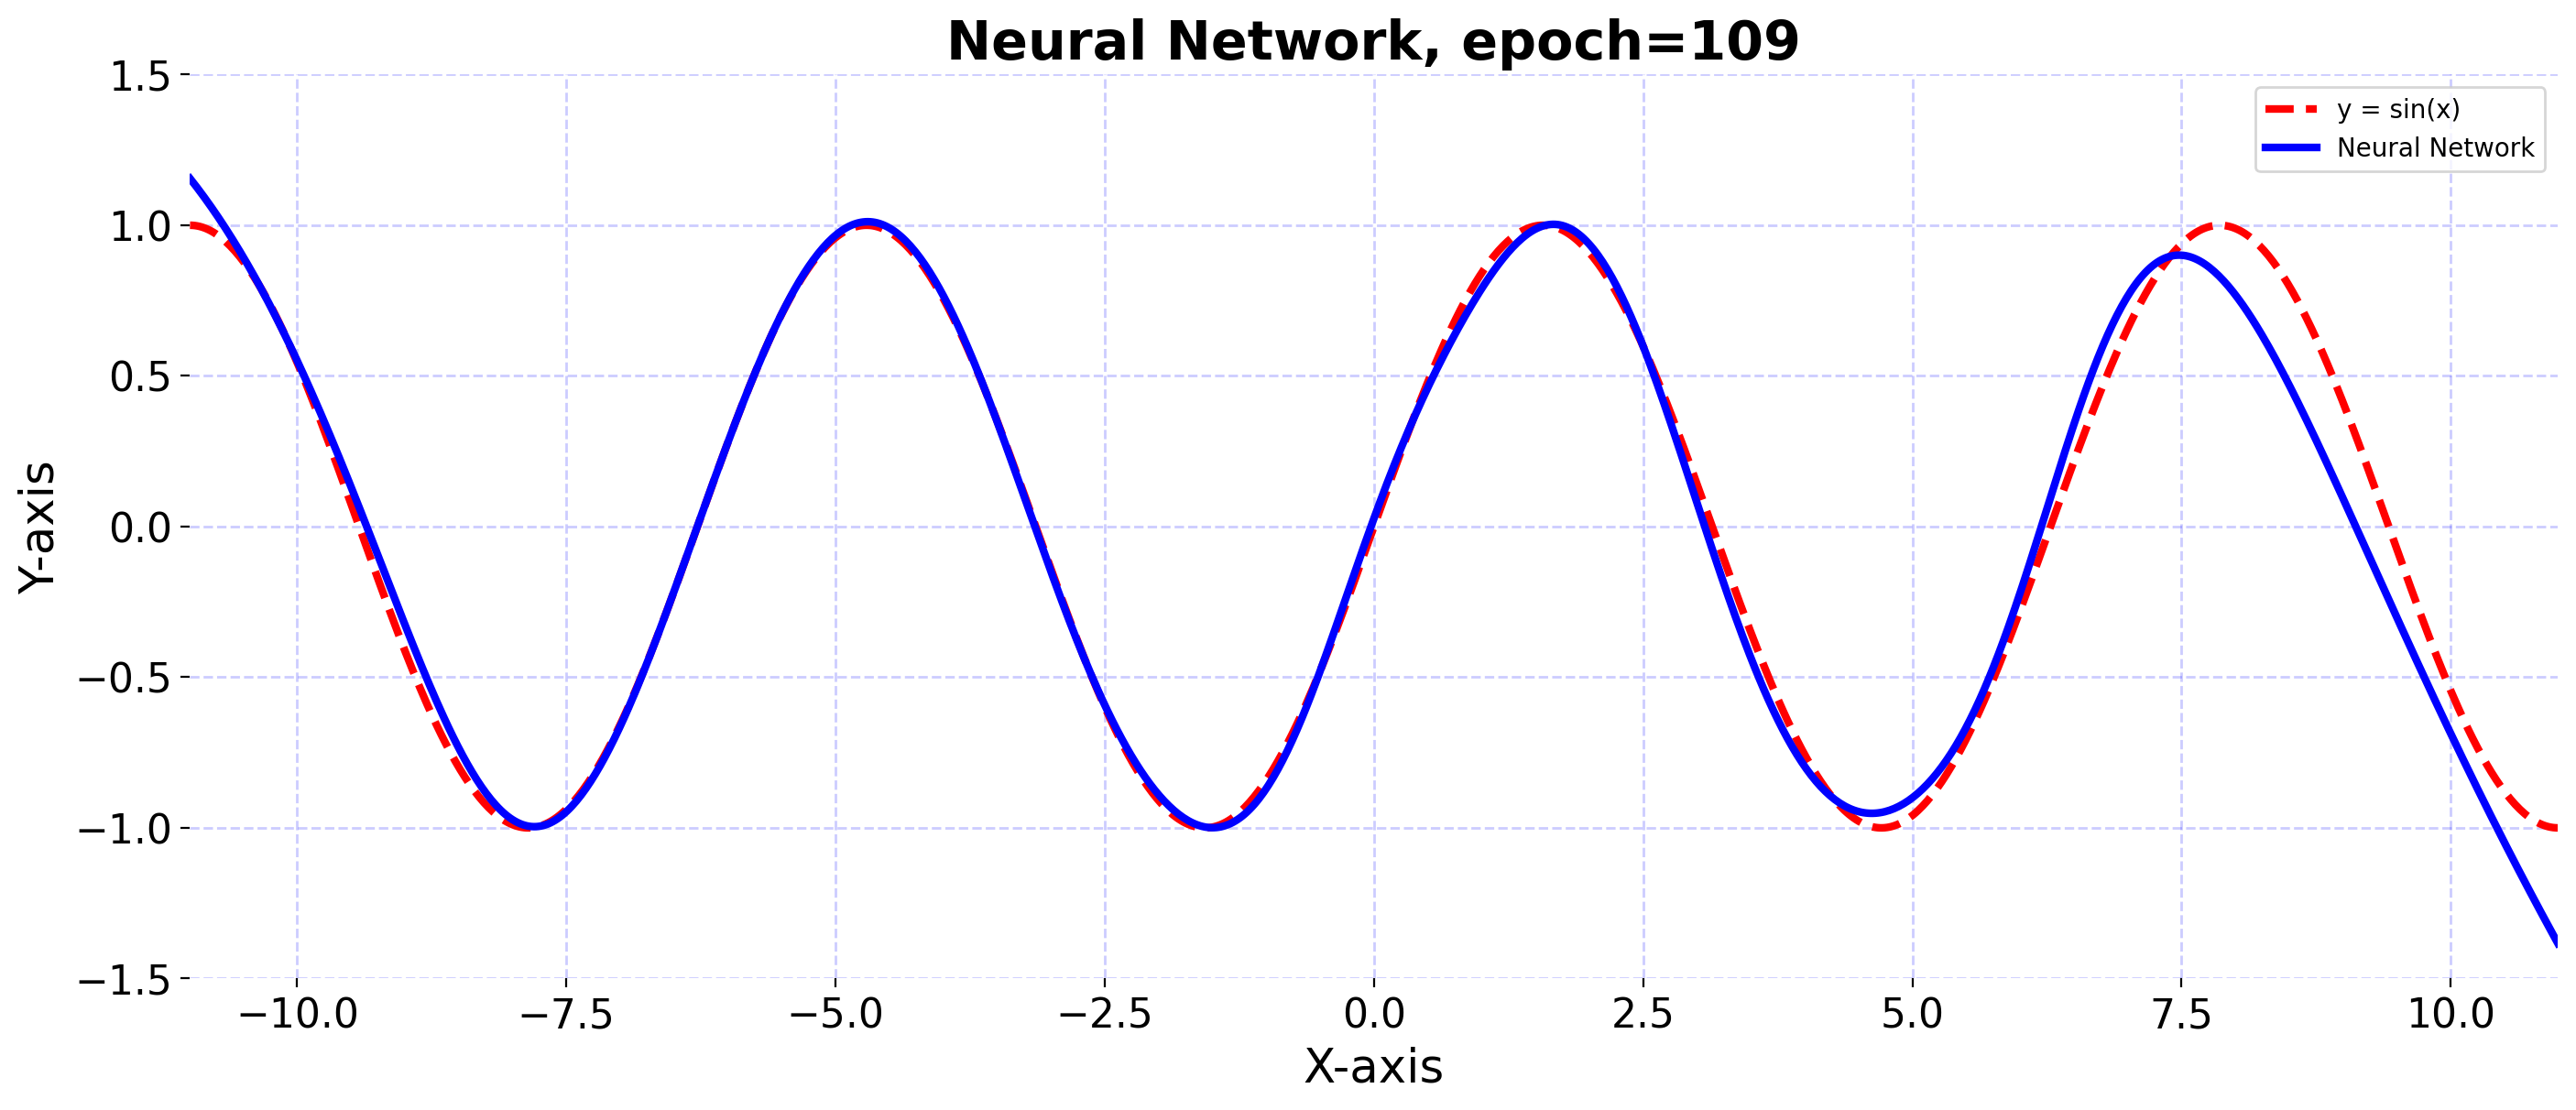 Neural Network, epoch=109
y = sin(x)
Neural Network
Y-axis
1.5
1.0
0.5
0.0
−0.5
−1.0
−1.5
−10.0 −7.5 −5.0 −2.5 0.0 2.5 5.0 7.5 10.0
X-axis